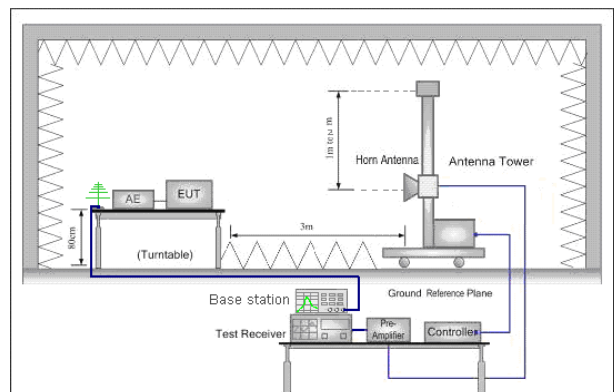 1m to 2 m
Horn Antenna
Antenna Tower
AE
EUT
3m
80cm
(Turntable)
Base station
Ground Reference Plane
Test Receiver
Pre-
Amplifier
Controller